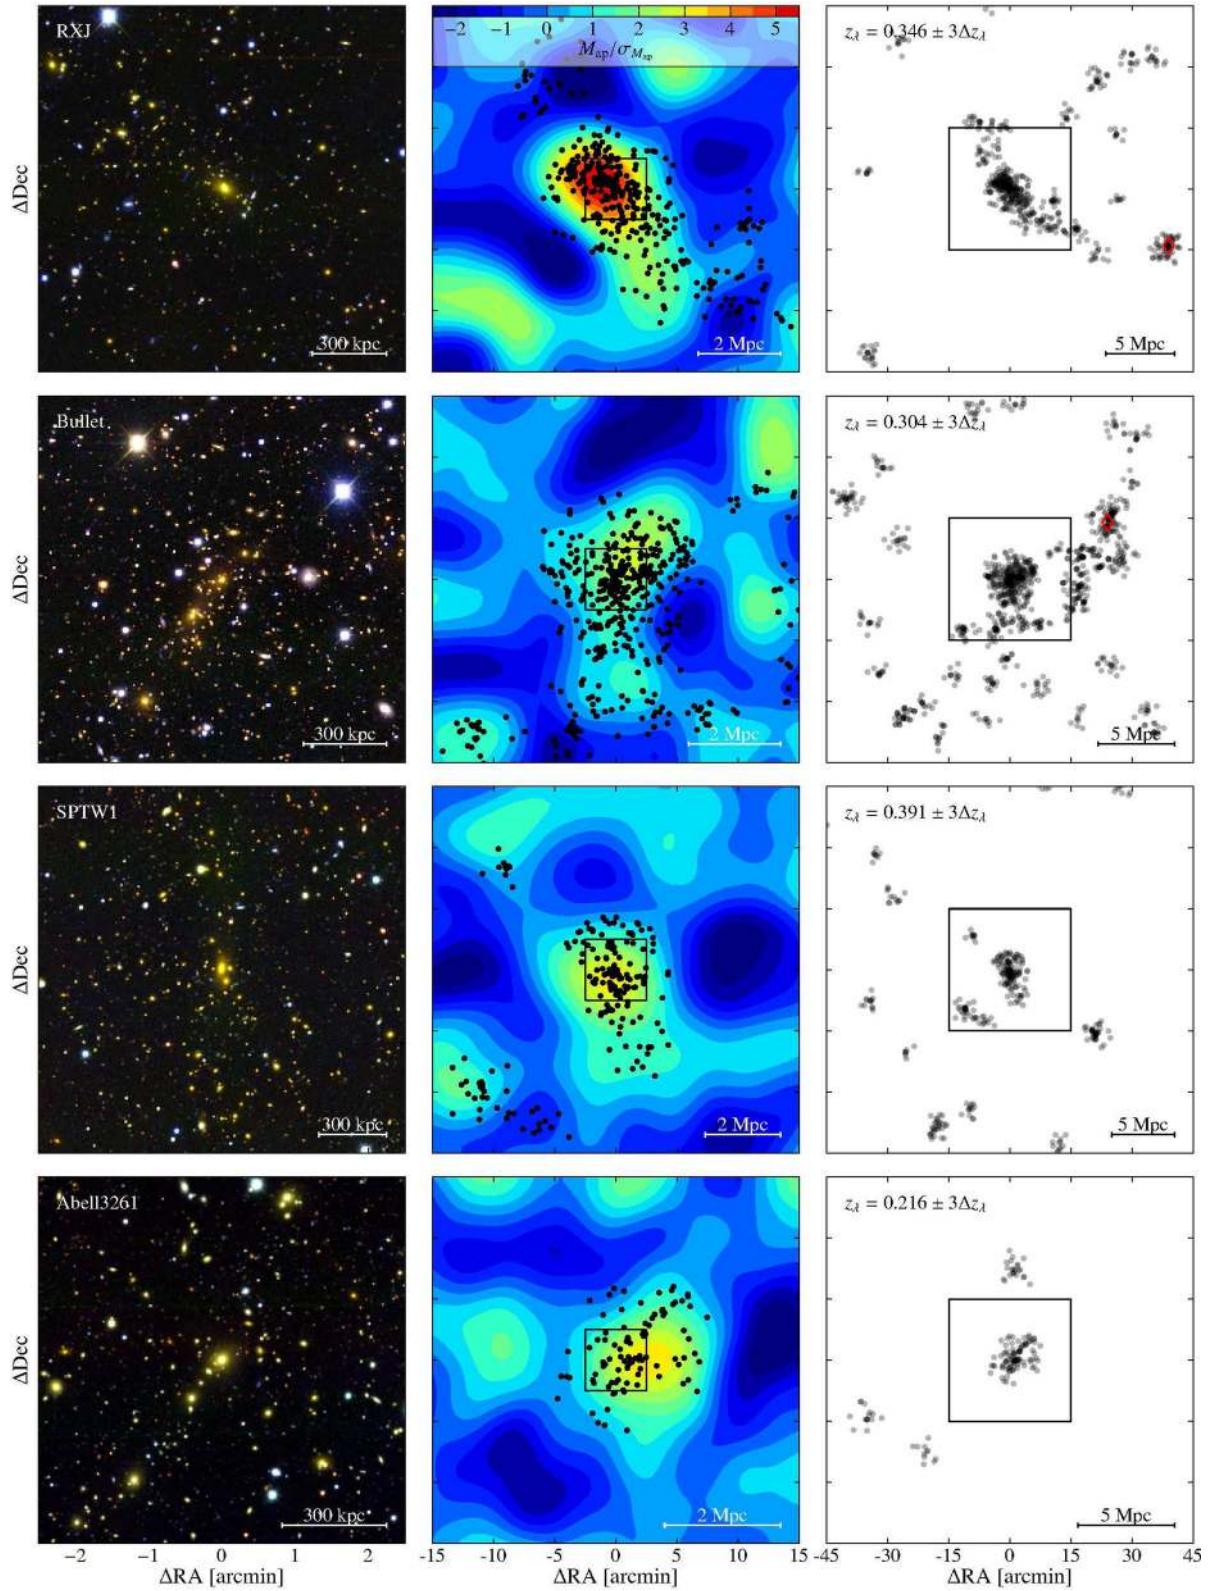 RXJ
-2 -1 0 1 2 3 4 5
M_ap/σ_M_ap
z_λ = 0.346 ± 3Δz_λ
ΔDec
300 kpc
2 Mpc
5 Mpc
Bullet
z_λ = 0.304 ± 3Δz_λ
ΔDec
300 kpc
2 Mpc
5 Mpc
SPTW1
z_λ = 0.391 ± 3Δz_λ
ΔDec
300 kpc
2 Mpc
5 Mpc
Abell3261
z_λ = 0.216 ± 3Δz_λ
ΔDec
300 kpc
2 Mpc
5 Mpc
−2 −1 0 1 2
-15 -10 -5 0 5 10 15
-45 -30 -15 0 15 30 45
ΔRA [arcmin]
ΔRA [arcmin]
ΔRA [arcmin]